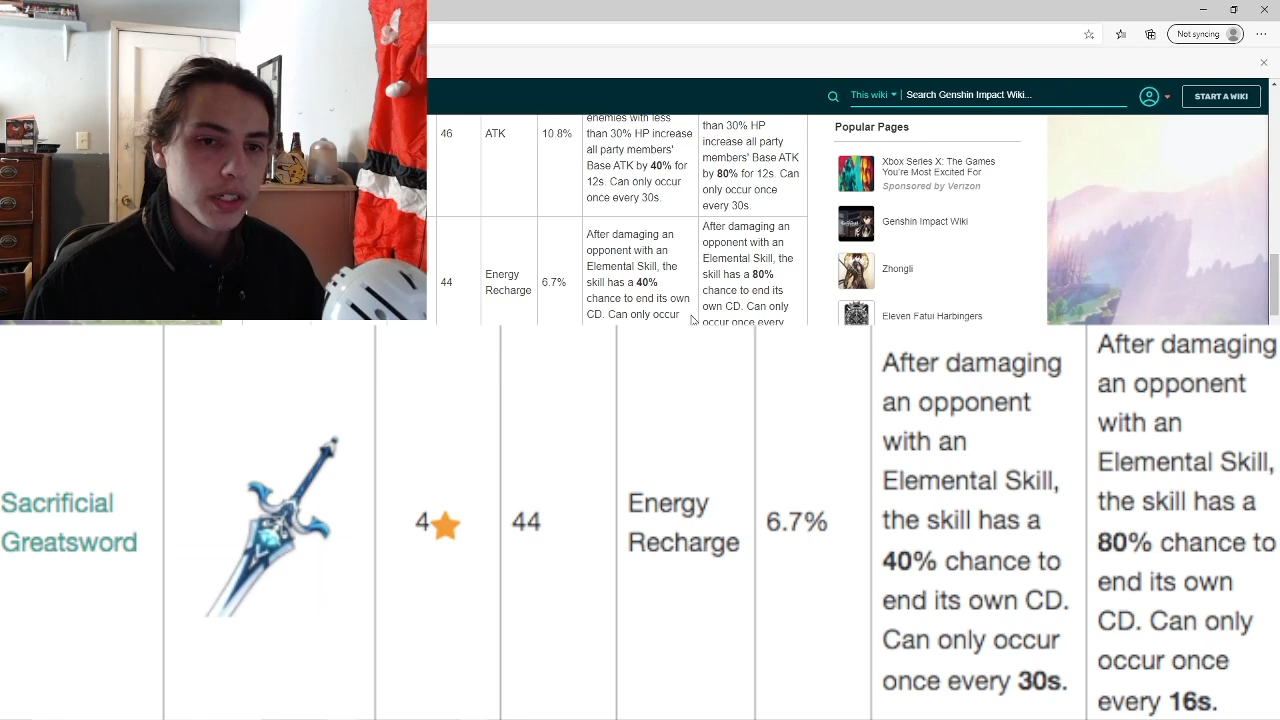 Not syncing
This wiki
Search Genshin Impact Wiki...
START A WIKI
46
ATK
10.8%
enemies with less
than 30% HP increase
all party members'
Base ATK by 40% for
12s. Can only occur
once every 30s.
than 30% HP
increase all party
members' Base ATK
by 80% for 12s. Can
only occur once
every 30s.
44
Energy
Recharge
6.7%
After damaging an
opponent with an
Elemental Skill, the
skill has a 40%
chance to end its own
CD. Can only occur
After damaging an
opponent with an
Elemental Skill, the
skill has a 80%
chance to end its
own CD. Can only
occur once every
Popular Pages
Xbox Series X: The Games
You're Most Excited For
Sponsored by Verizon
Genshin Impact Wiki
Zhongli
Eleven Fatui Harbingers
Sacrificial
Greatsword
4
44
Energy
Recharge
6.7%
After damaging
an opponent
with an
Elemental Skill,
the skill has a
40% chance to
end its own CD.
Can only occur
once every 30s.
After damaging
an opponent
with an
Elemental Skill,
the skill has a
80% chance to
end its own
CD. Can only
occur once
every 16s.